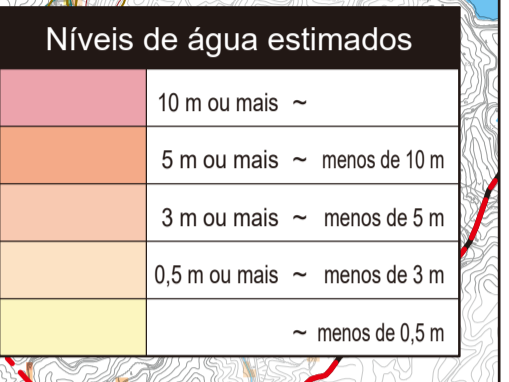 Níveis de água estimados
10 m ou mais ~
5 m ou mais ~ menos de 10 m
3 m ou mais ~ menos de 5 m
0,5 m ou mais ~ menos de 3 m
~ menos de 0,5 m